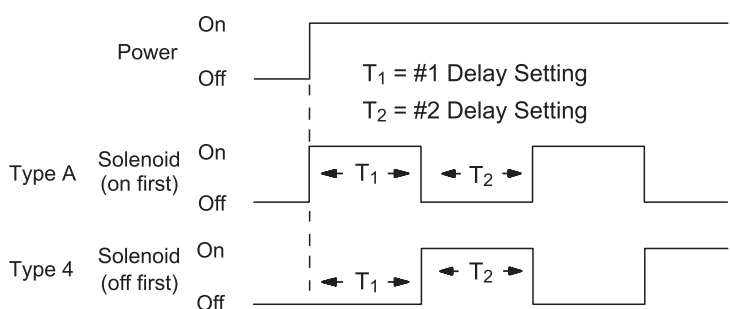 On
Power
Off
T₁ = #1 Delay Setting
T₂ = #2 Delay Setting
Type A
Solenoid
(on first)
On
Off
T₁
T₂
Type 4
Solenoid
(off first)
On
Off
T₁
T₂